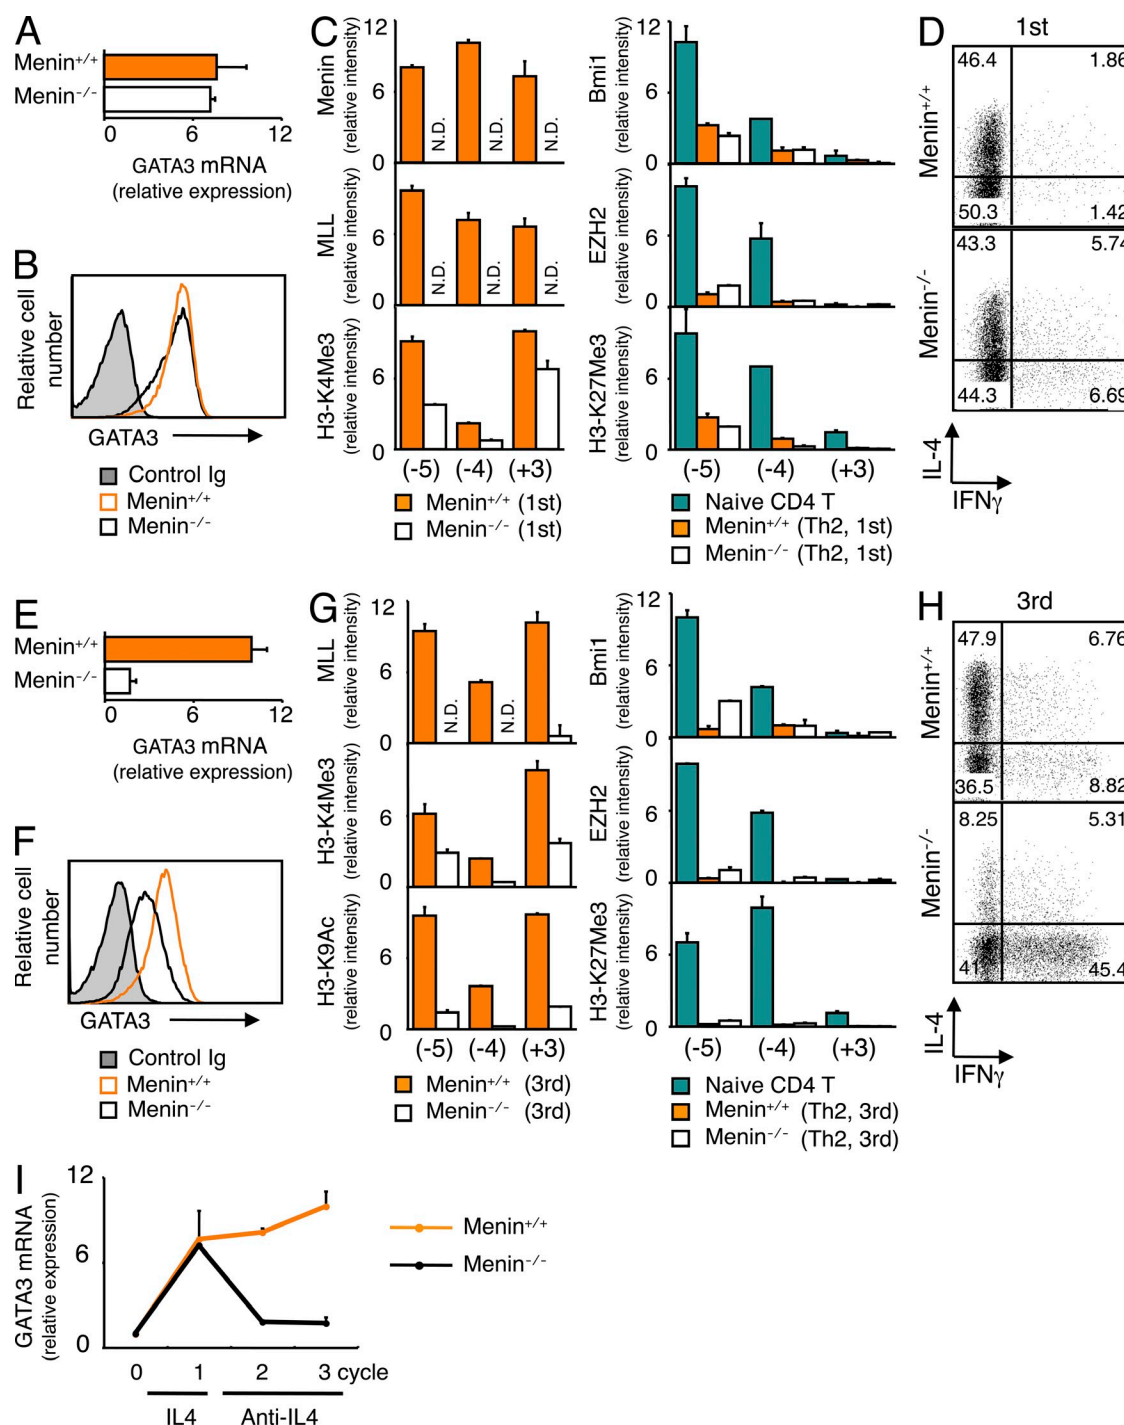 A
Menin+/+
Menin-/-
0 6 12
GATA3 mRNA
(relative expression)
B
Relative cell
number
GATA3
Control Ig
Menin+/+
Menin-/-
C
12
6
0
Menin
(relative intensity)
N.D. N.D. N.D.
6
0
MLL
(relative intensity)
N.D. N.D. N.D.
6
0
H3-K4Me3
(relative intensity)
(-5) (-4) (+3)
Menin+/+ (1st)
Menin-/- (1st)
12
6
0
Bmi1
(relative intensity)
6
0
EZH2
(relative intensity)
6
0
H3-K27Me3
(relative intensity)
(-5) (-4) (+3)
Naive CD4 T
Menin+/+ (Th2, 1st)
Menin-/- (Th2, 1st)
D
1st
Menin+/+
46.4 1.86
50.3 1.42
Menin-/-
43.3 5.74
44.3 6.69
IL-4
IFNγ
E
Menin+/+
Menin-/-
0 6 12
GATA3 mRNA
(relative expression)
F
Relative cell
number
GATA3
Control Ig
Menin+/+
Menin-/-
G
12
6
0
MLL
(relative intensity)
N.D. N.D.
6
0
H3-K4Me3
(relative intensity)
6
0
H3-K9Ac
(relative intensity)
(-5) (-4) (+3)
Menin+/+ (3rd)
Menin-/- (3rd)
12
6
0
Bmi1
(relative intensity)
6
0
EZH2
(relative intensity)
6
0
H3-K27Me3
(relative intensity)
(-5) (-4) (+3)
Naive CD4 T
Menin+/+ (Th2, 3rd)
Menin-/- (Th2, 3rd)
H
3rd
Menin+/+
47.9 6.76
36.5 8.82
Menin-/-
8.25 5.31
41 45.4
IL-4
IFNγ
I
12
6
0
GATA3 mRNA
(relative expression)
0 1 2 3 cycle
IL4 Anti-IL4
Menin+/+
Menin-/-